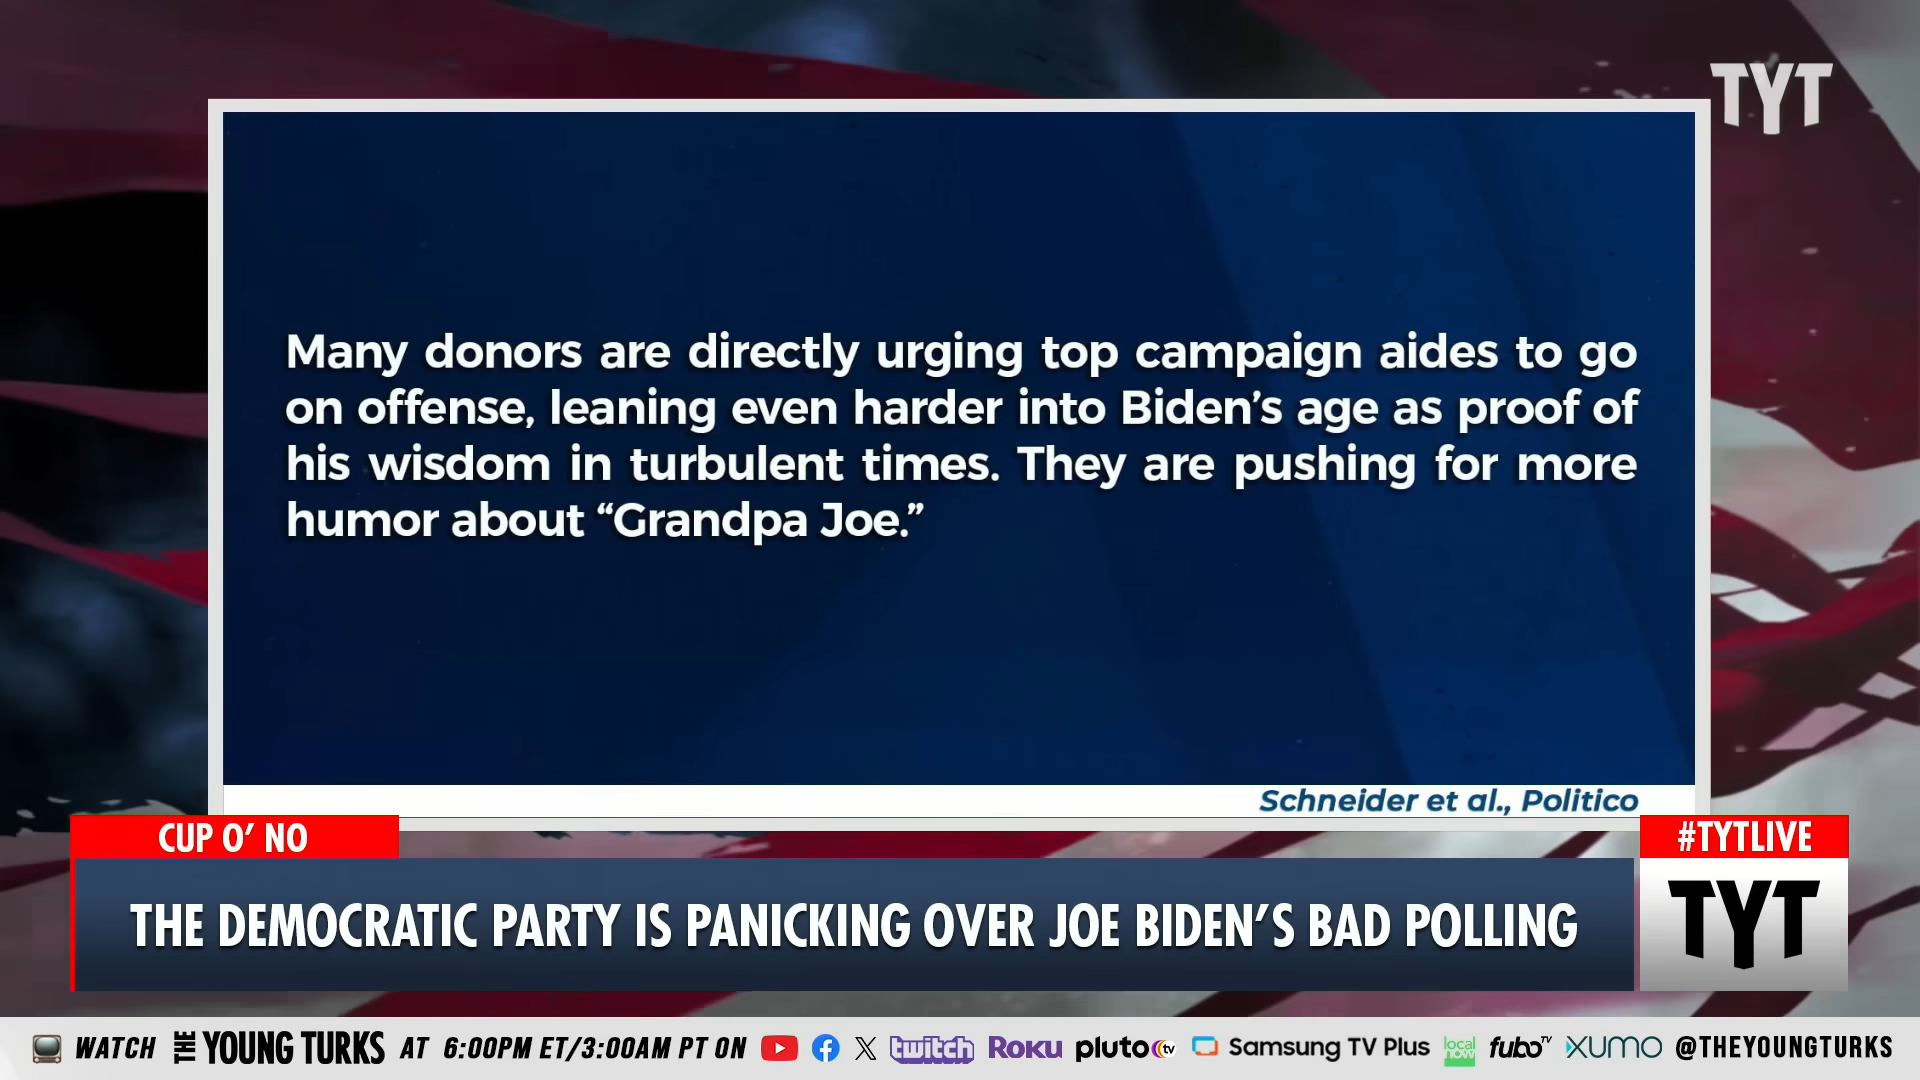 TYT
Many donors are directly urging top campaign aides to go
on offense, leaning even harder into Biden’s age as proof of
his wisdom in turbulent times. They are pushing for more
humor about “Grandpa Joe.”
Schneider et al., Politico
CUP O’ NO
#TYTLIVE
THE DEMOCRATIC PARTY IS PANICKING OVER JOE BIDEN’S BAD POLLING
TYT
WATCH THE YOUNG TURKS AT 6:00PM ET/3:00AM PT ON X twitch Roku pluto tv Samsung TV Plus local now fubo TV XUMO @THEYOUNGTURKS